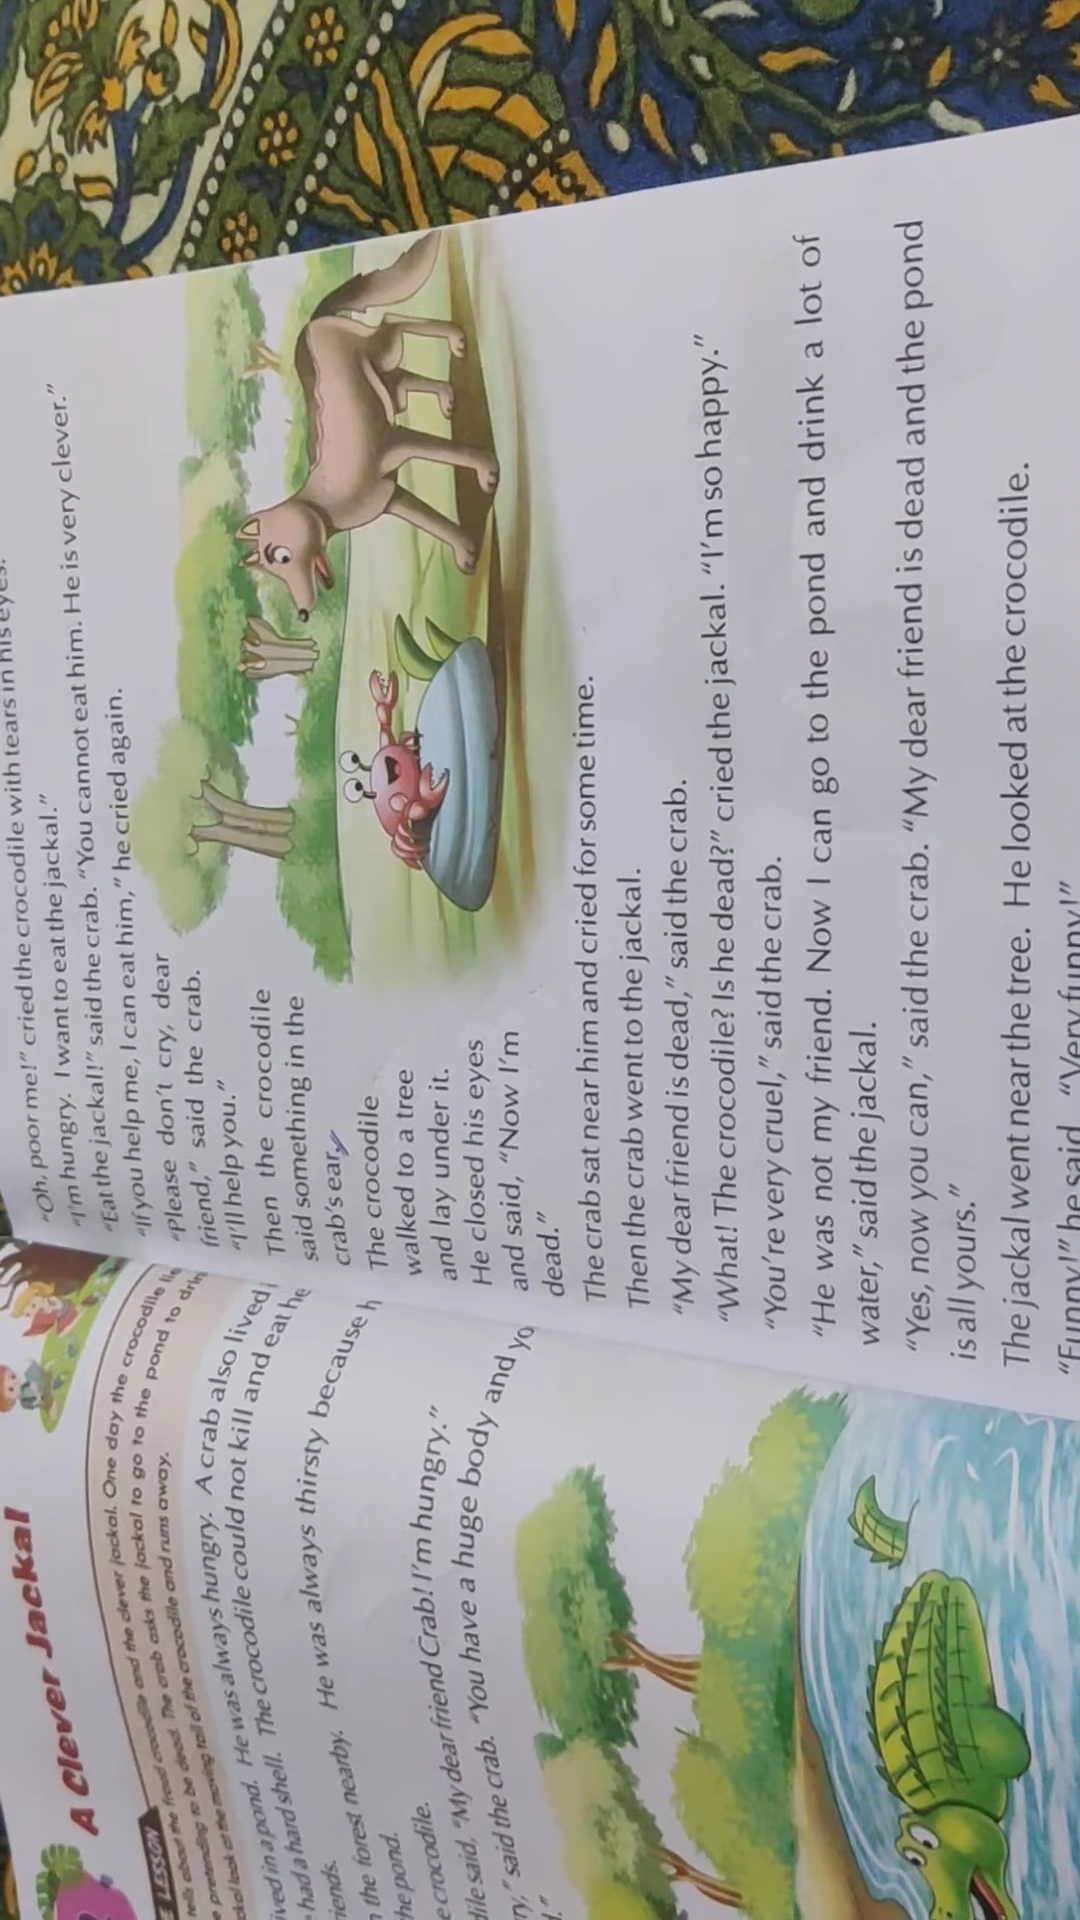 A Clever Jackal
LESSON
tells about the fraud crocodile and the clever jackal. One day the crocodile
pretending to be dead. The crab asks the jackal to go to the pond to
look at the moving tail of the crocodile and runs away.
in a pond. He was always hungry. A crab also lived
had a hard shell. The crocodile could not kill and eat
the forest nearby. He was always thirsty because
the pond.
crocodile.
said, "My dear friend Crab! I'm hungry."
said the crab. "You have a huge body and
with tears in his eyes.
"Oh, poor me!" cried the crocodile
"I'm hungry. I want to eat the jackal."
"Eat the jackal!" said the crab. "You cannot eat him. He is very clever."
"If you help me, I can eat him," he cried again.
"Please don't cry, dear
friend," said the crab.
"I'll help you."
Then the crocodile
said something in the
crab's ear.
The crocodile
walked to a tree
and lay under it.
He closed his eyes
and said, "Now I'm
dead."
The crab sat near him and cried for some time.
Then the crab went to the jackal.
"My dear friend is dead," said the crab.
"What! The crocodile? Is he dead?" cried the jackal. "I'm so happy."
"You're very cruel," said the crab.
"He was not my friend. Now I can go to the pond and drink a lot of
water," said the jackal.
"Yes, now you can," said the crab. "My dear friend is dead and the pond
is all yours."
The jackal went near the tree. He looked at the crocodile.
"Funny!" he said. "Very funny!"